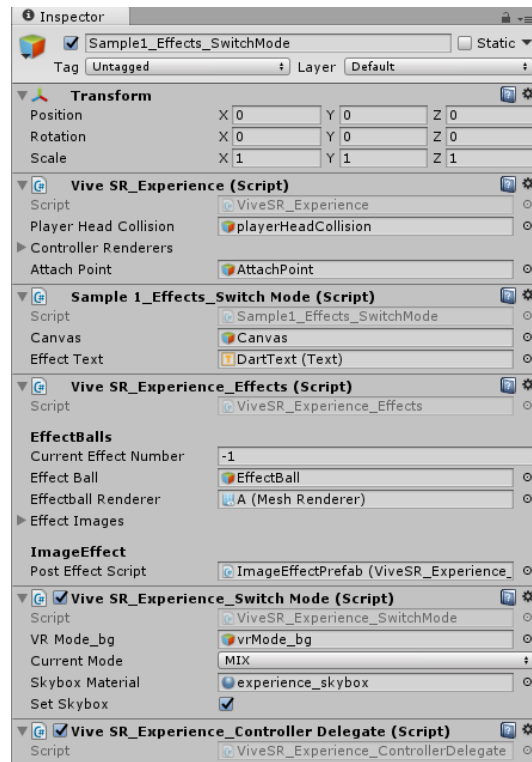 Inspector
Sample1_Effects_SwitchMode Static
Tag Untagged Layer Default
Transform
Position X 0 Y 0 Z 0
Rotation X 0 Y 0 Z 0
Scale X 1 Y 1 Z 1
Vive SR_Experience (Script)
Script ViveSR_Experience
Player Head Collision playerHeadCollision
Controller Renderers
Attach Point AttachPoint
Sample 1_Effects_Switch Mode (Script)
Script Sample1_Effects_SwitchMode
Canvas Canvas
Effect Text DartText (Text)
Vive SR_Experience_Effects (Script)
Script ViveSR_Experience_Effects
EffectBalls
Current Effect Number -1
Effect Ball EffectBall
Effectball Renderer A (Mesh Renderer)
Effect Images
ImageEffect
Post Effect Script ImageEffectPrefab (ViveSR_Experience_
Vive SR_Experience_Switch Mode (Script)
Script ViveSR_Experience_SwitchMode
VR Mode_bg vrMode_bg
Current Mode MIX
Skybox Material experience_skybox
Set Skybox
Vive SR_Experience_Controller Delegate (Script)
Script ViveSR_Experience_ControllerDelegate